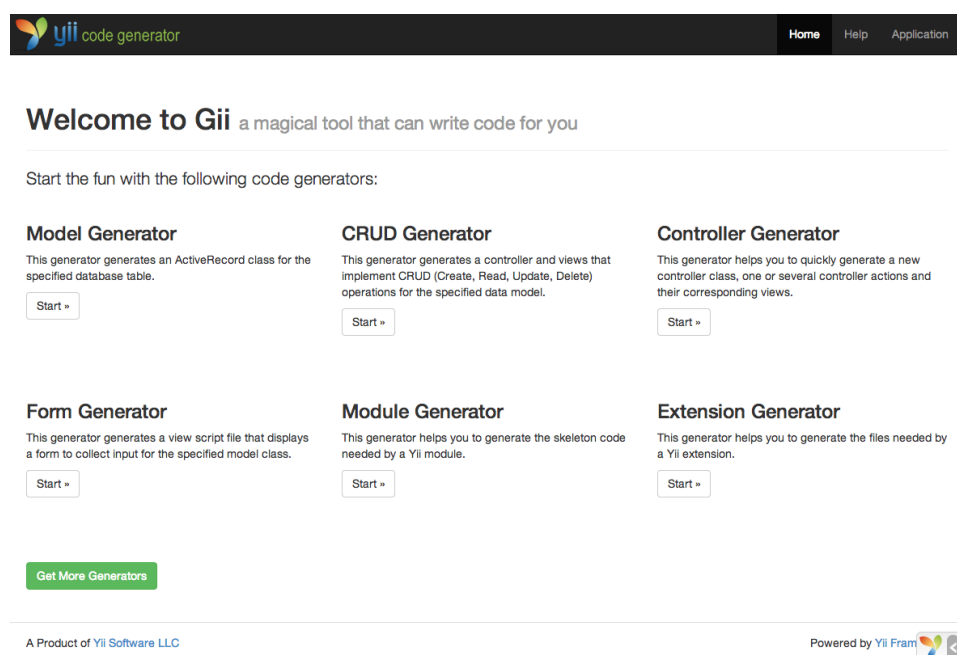 yii code generator
Home Help Application
Welcome to Gii a magical tool that can write code for you
Start the fun with the following code generators:
Model Generator
This generator generates an ActiveRecord class for the
specified database table.
Start »
CRUD Generator
This generator generates a controller and views that
implement CRUD (Create, Read, Update, Delete)
operations for the specified data model.
Start »
Controller Generator
This generator helps you to quickly generate a new
controller class, one or several controller actions and
their corresponding views.
Start »
Form Generator
This generator generates a view script file that displays
a form to collect input for the specified model class.
Start »
Module Generator
This generator helps you to generate the skeleton code
needed by a Yii module.
Start »
Extension Generator
This generator helps you to generate the files needed by
a Yii extension.
Start »
Get More Generators
A Product of Yii Software LLC
Powered by Yii Fram